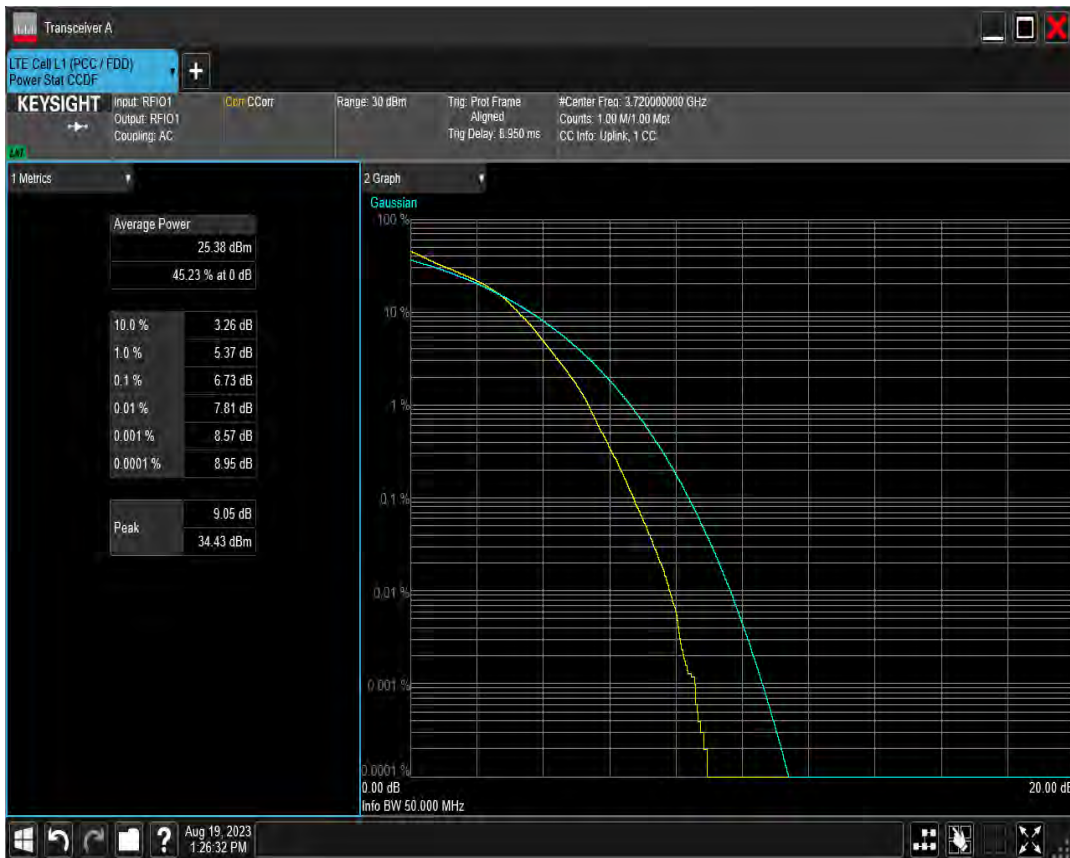 Transceiver A
LTE Cell L1 (PCC / FDD)
Power Stat CCDF
+
KEYSIGHT
Input: RFIO1
Output: RFIO1
Coupling: AC
Corr CCorr
Range: 30 dBm
Trig: Prot Frame
Aligned
Trig Delay: 8.950 ms
#Center Freq: 3.720000000 GHz
Counts: 1.00 M/1.00 Mpt
CC Info: Uplink, 1 CC
LXI
1 Metrics
Average Power
25.38 dBm
45.23 % at 0 dB
10.0 % 3.26 dB
1.0 % 5.37 dB
0.1 % 6.73 dB
0.01 % 7.81 dB
0.001 % 8.57 dB
0.0001 % 8.95 dB
Peak 9.05 dB
34.43 dBm
2 Graph
Gaussian
100 %
10 %
1 %
0.1 %
0.01 %
0.001 %
0.0001 %
0.00 dB 20.00 dB
Info BW 50.000 MHz
?
Aug 19, 2023
1:26:32 PM